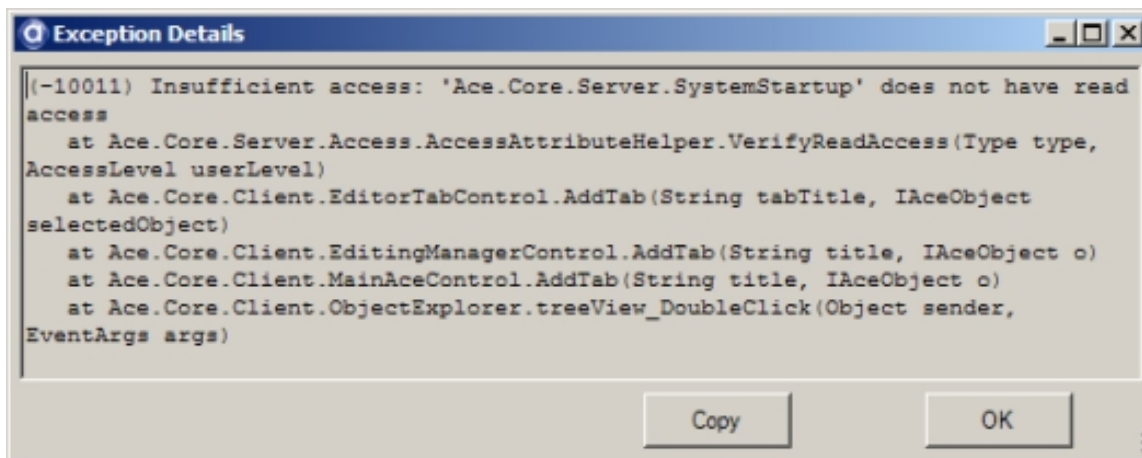 Exception Details
(-10011) Insufficient access: 'Ace.Core.Server.SystemStartup' does not have read
access
   at Ace.Core.Server.Access.AccessAttributeHelper.VerifyReadAccess(Type type,
AccessLevel userLevel)
   at Ace.Core.Client.EditorTabControl.AddTab(String tabTitle, IAceObject
selectedObject)
   at Ace.Core.Client.EditingManagerControl.AddTab(String title, IAceObject o)
   at Ace.Core.Client.MainAceControl.AddTab(String title, IAceObject o)
   at Ace.Core.Client.ObjectExplorer.treeView_DoubleClick(Object sender,
EventArgs args)
Copy
OK